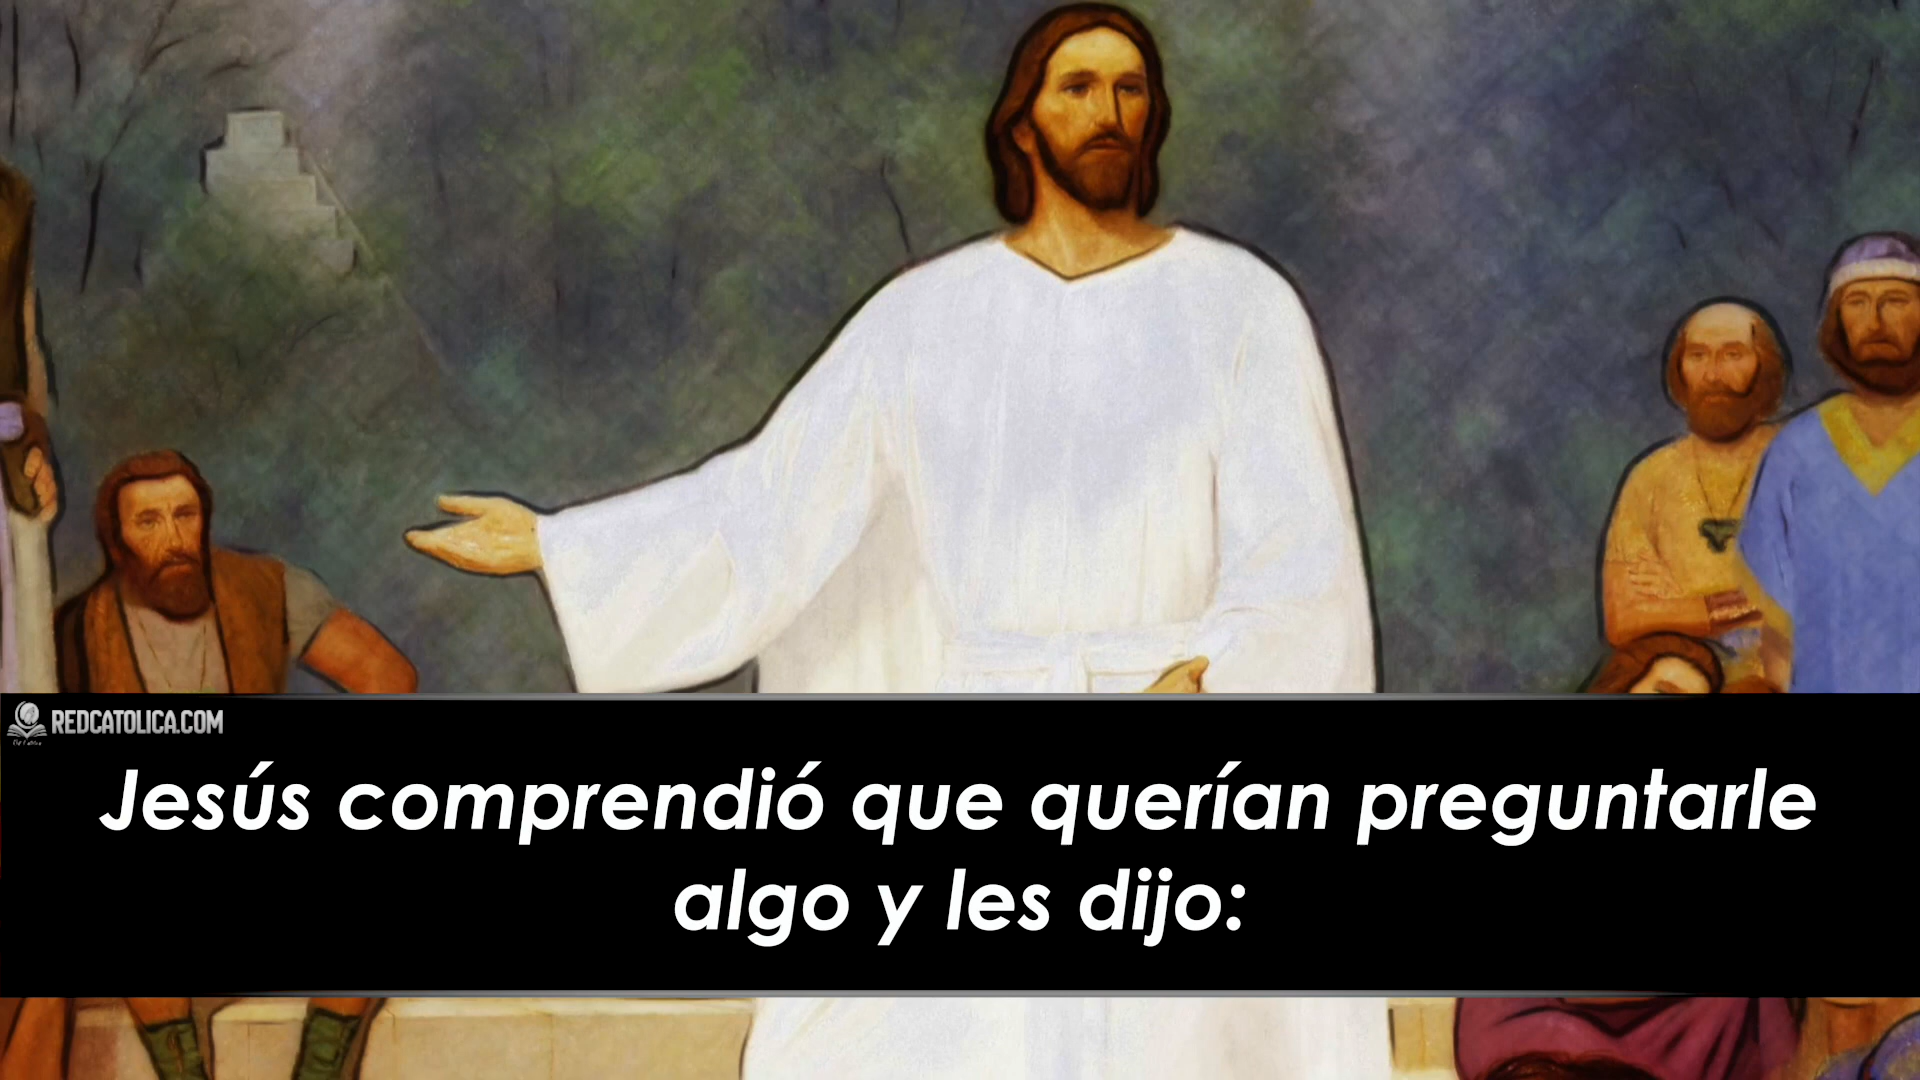 REDCATOLICA.COM
Jesús comprendió que querían preguntarle
algo y les dijo: